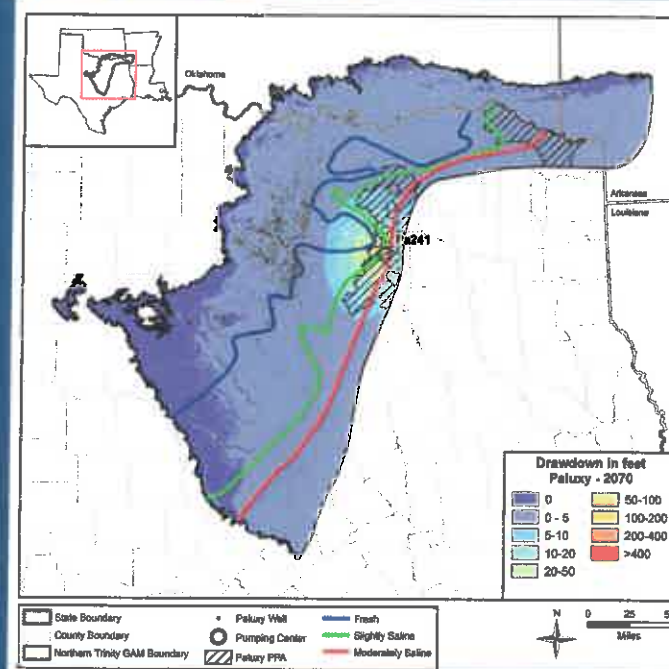 Oklahoma
Arkansas
Louisiana
a241
Drawdown in feet
Paluxy - 2070
0
0 - 5
5-10
10-20
20-50
50-100
100-200
200-400
>400
State Boundary
County Boundary
Northern Trinity GAM Boundary
Paluxy Well
Pumping Center
Paluxy PPA
Fresh
Slightly Saline
Moderately Saline
N
0 25
Miles